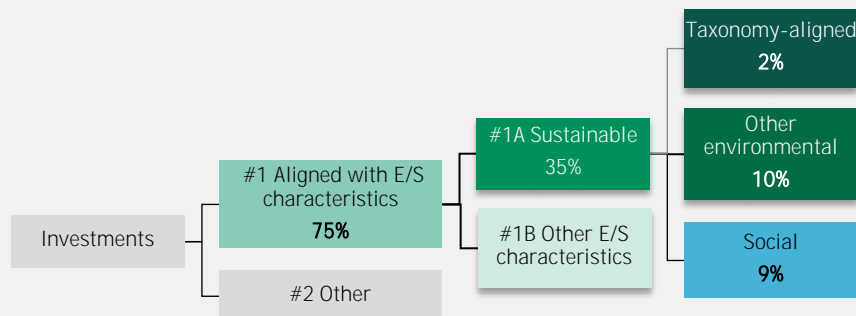 Investments
#1 Aligned with E/S
characteristics
75%
#2 Other
#1A Sustainable
35%
#1B Other E/S
characteristics
Taxonomy-aligned
2%
Other
environmental
10%
Social
9%